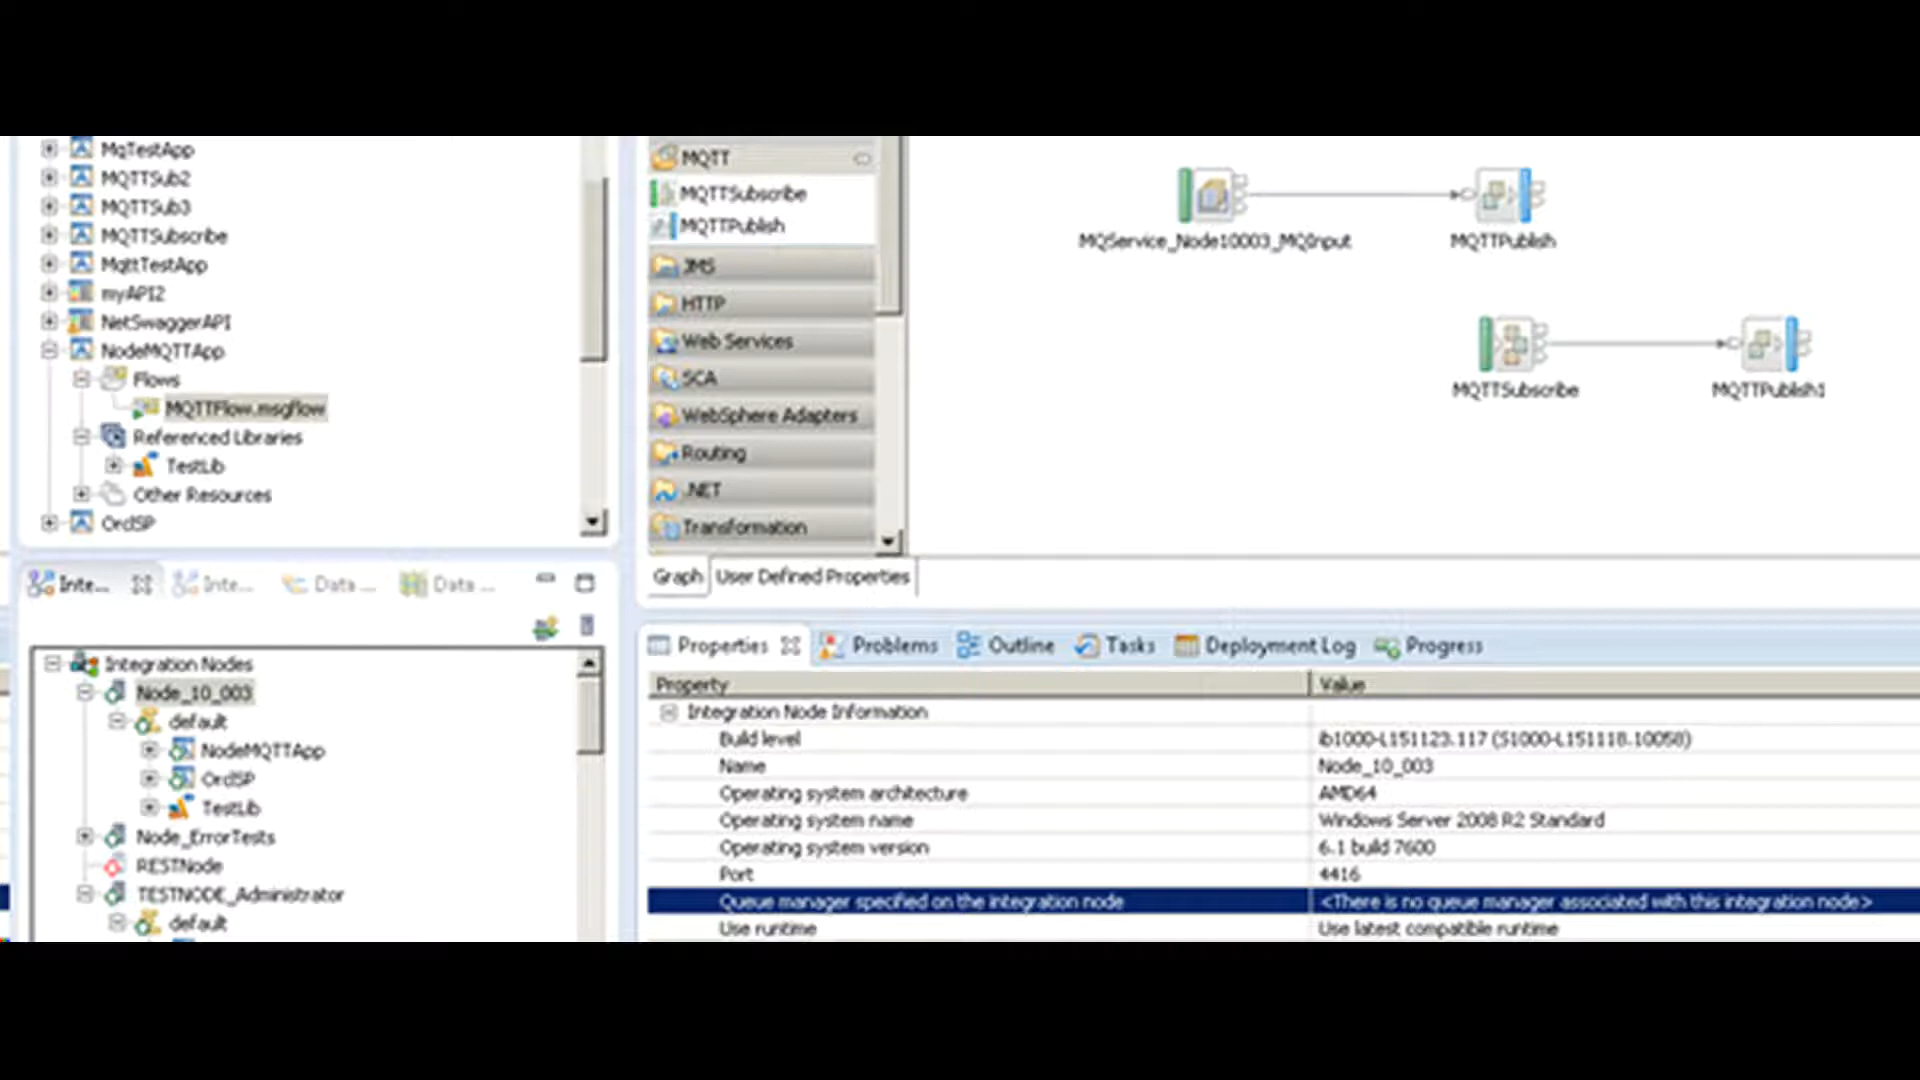 MqTestApp
MQTTSub2
MQTTSub3
MQTTSubscribe
MqttTestApp
myAPI2
NetSwaggerAPI
NodeMQTTApp
Flows
MQTTFlow.msgflow
Referenced Libraries
TestLib
Other Resources
OrdSP
MQTT
MQTTSubscribe
MQTTPublish
JMS
HTTP
Web Services
SCA
WebSphere Adapters
Routing
.NET
Transformation
Graph User Defined Properties
MQService_Node10003_MQInput
MQTTPublish
MQTTSubscribe
MQTTPublish1
Inte... Inte... Data ... Data ...
Integration Nodes
Node_10_003
default
NodeMQTTApp
OrdSP
TestLib
Node_ErrorTests
RESTNode
TESTNODE_Administrator
default
Properties Problems Outline Tasks Deployment Log Progress
Property Value
Integration Node Information
Build level ib1000-L151123.117 (S1000-L151118.10058)
Name Node_10_003
Operating system architecture AMD64
Operating system name Windows Server 2008 R2 Standard
Operating system version 6.1 build 7600
Port 4416
Queue manager specified on the integration node <There is no queue manager associated with this integration node>
Use runtime Use latest compatible runtime